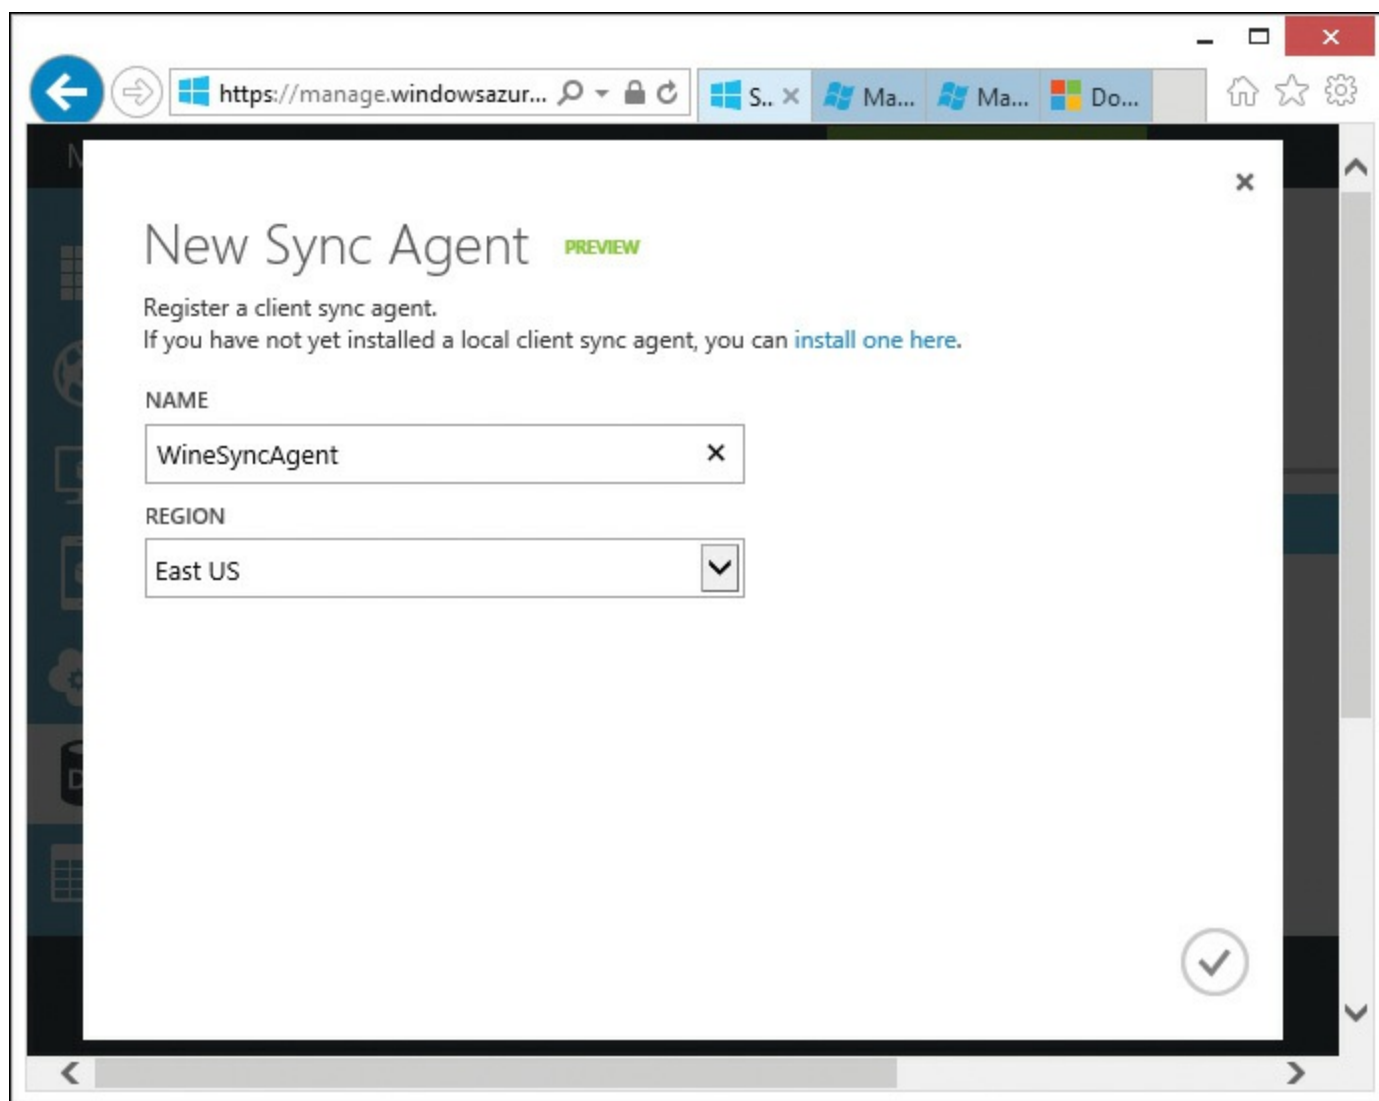 https://manage.windowsazur...
S..
Ma...
Ma...
Do...
New Sync Agent PREVIEW
Register a client sync agent.
If you have not yet installed a local client sync agent, you can install one here.
NAME
WineSyncAgent
REGION
East US